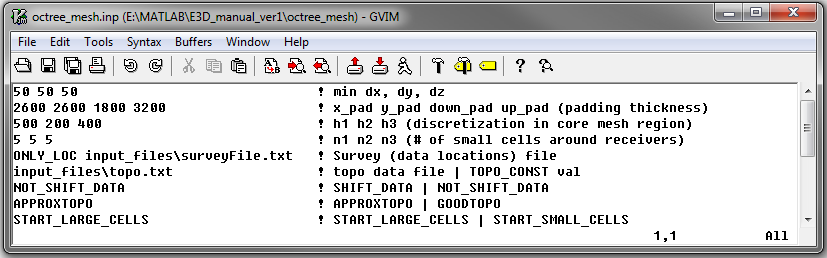 octree_mesh.inp (E:\MATLAB\E3D_manual_ver1\octree_mesh) - GVIM
File Edit Tools Syntax Buffers Window Help
50 50 50 ! min dx, dy, dz
2600 2600 1800 3200 ! x_pad y_pad down_pad up_pad (padding thickness)
500 200 400 ! h1 h2 h3 (discretization in core mesh region)
5 5 5 ! n1 n2 n3 (# of small cells around receivers)
ONLY_LOC input_files\surveyFile.txt ! Survey (data locations) file
input_files\topo.txt ! topo data file | TOPO_CONST val
NOT_SHIFT_DATA ! SHIFT_DATA | NOT_SHIFT_DATA
APPROXTOPO ! APPROXTOPO | GOODTOPO
START_LARGE_CELLS ! START_LARGE_CELLS | START_SMALL_CELLS
1,1 All